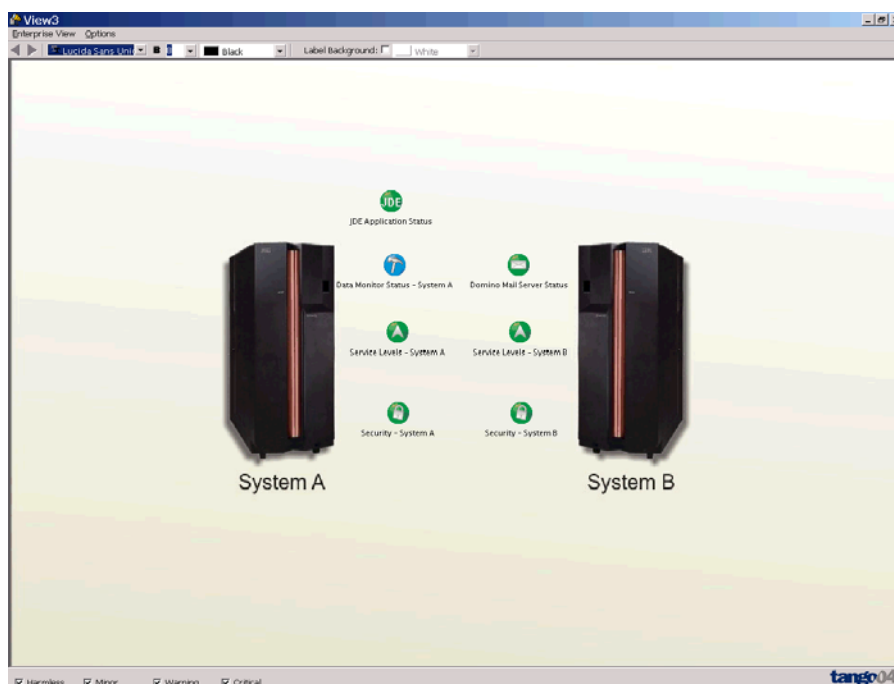 View3
Enterprise View Options
Lucida Sans Uni B 8 Black Label Background: White
JDE
JDE Application Status
Data Monitor Status - System A
Domino Mail Server Status
Service Levels - System A
Service Levels - System B
Security - System A
Security - System B
System A
System B
Harmless Minor Warning Critical
tango04